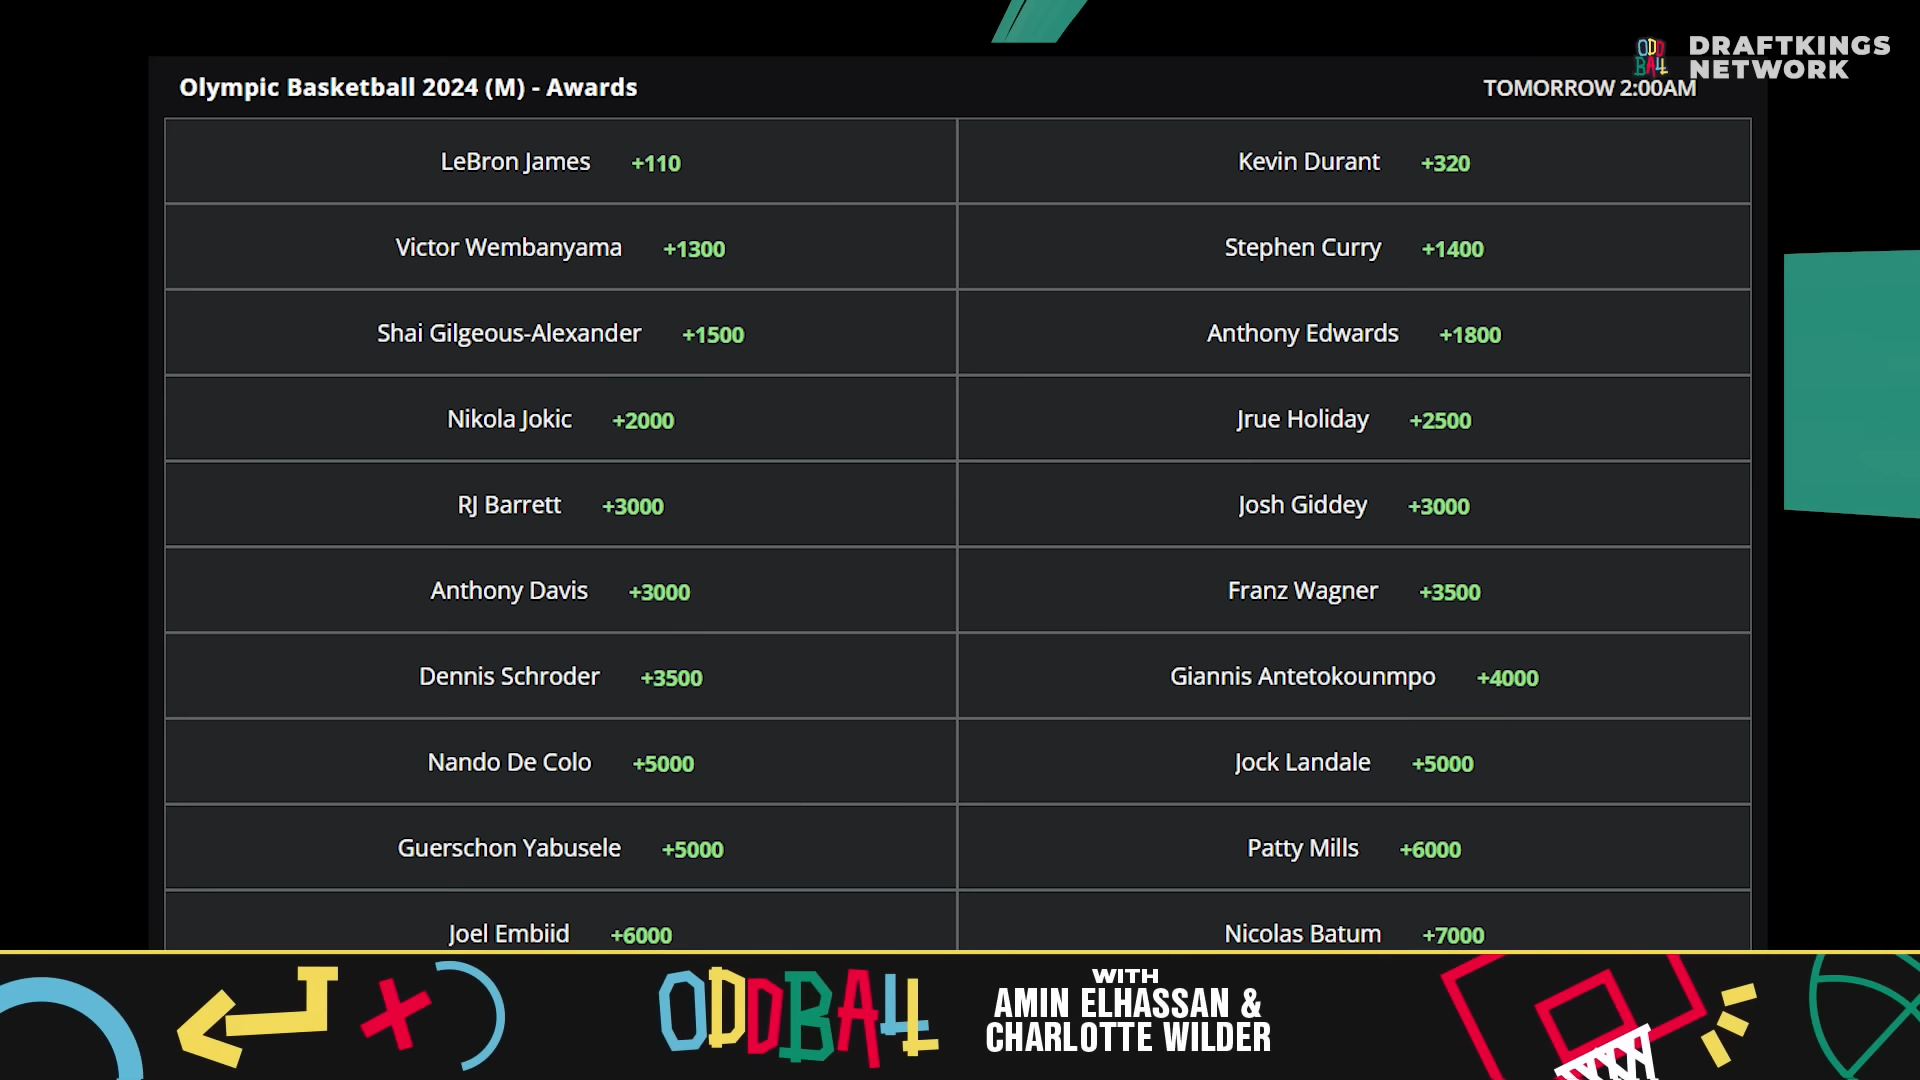 ODD
BALL
DRAFTKINGS
NETWORK
Olympic Basketball 2024 (M) - Awards
TOMORROW 2:00AM
LeBron James +110
Kevin Durant +320
Victor Wembanyama +1300
Stephen Curry +1400
Shai Gilgeous-Alexander +1500
Anthony Edwards +1800
Nikola Jokic +2000
Jrue Holiday +2500
RJ Barrett +3000
Josh Giddey +3000
Anthony Davis +3000
Franz Wagner +3500
Dennis Schroder +3500
Giannis Antetokounmpo +4000
Nando De Colo +5000
Jock Landale +5000
Guerschon Yabusele +5000
Patty Mills +6000
Joel Embiid +6000
Nicolas Batum +7000
ODDBALL
WITH
AMIN ELHASSAN &
CHARLOTTE WILDER